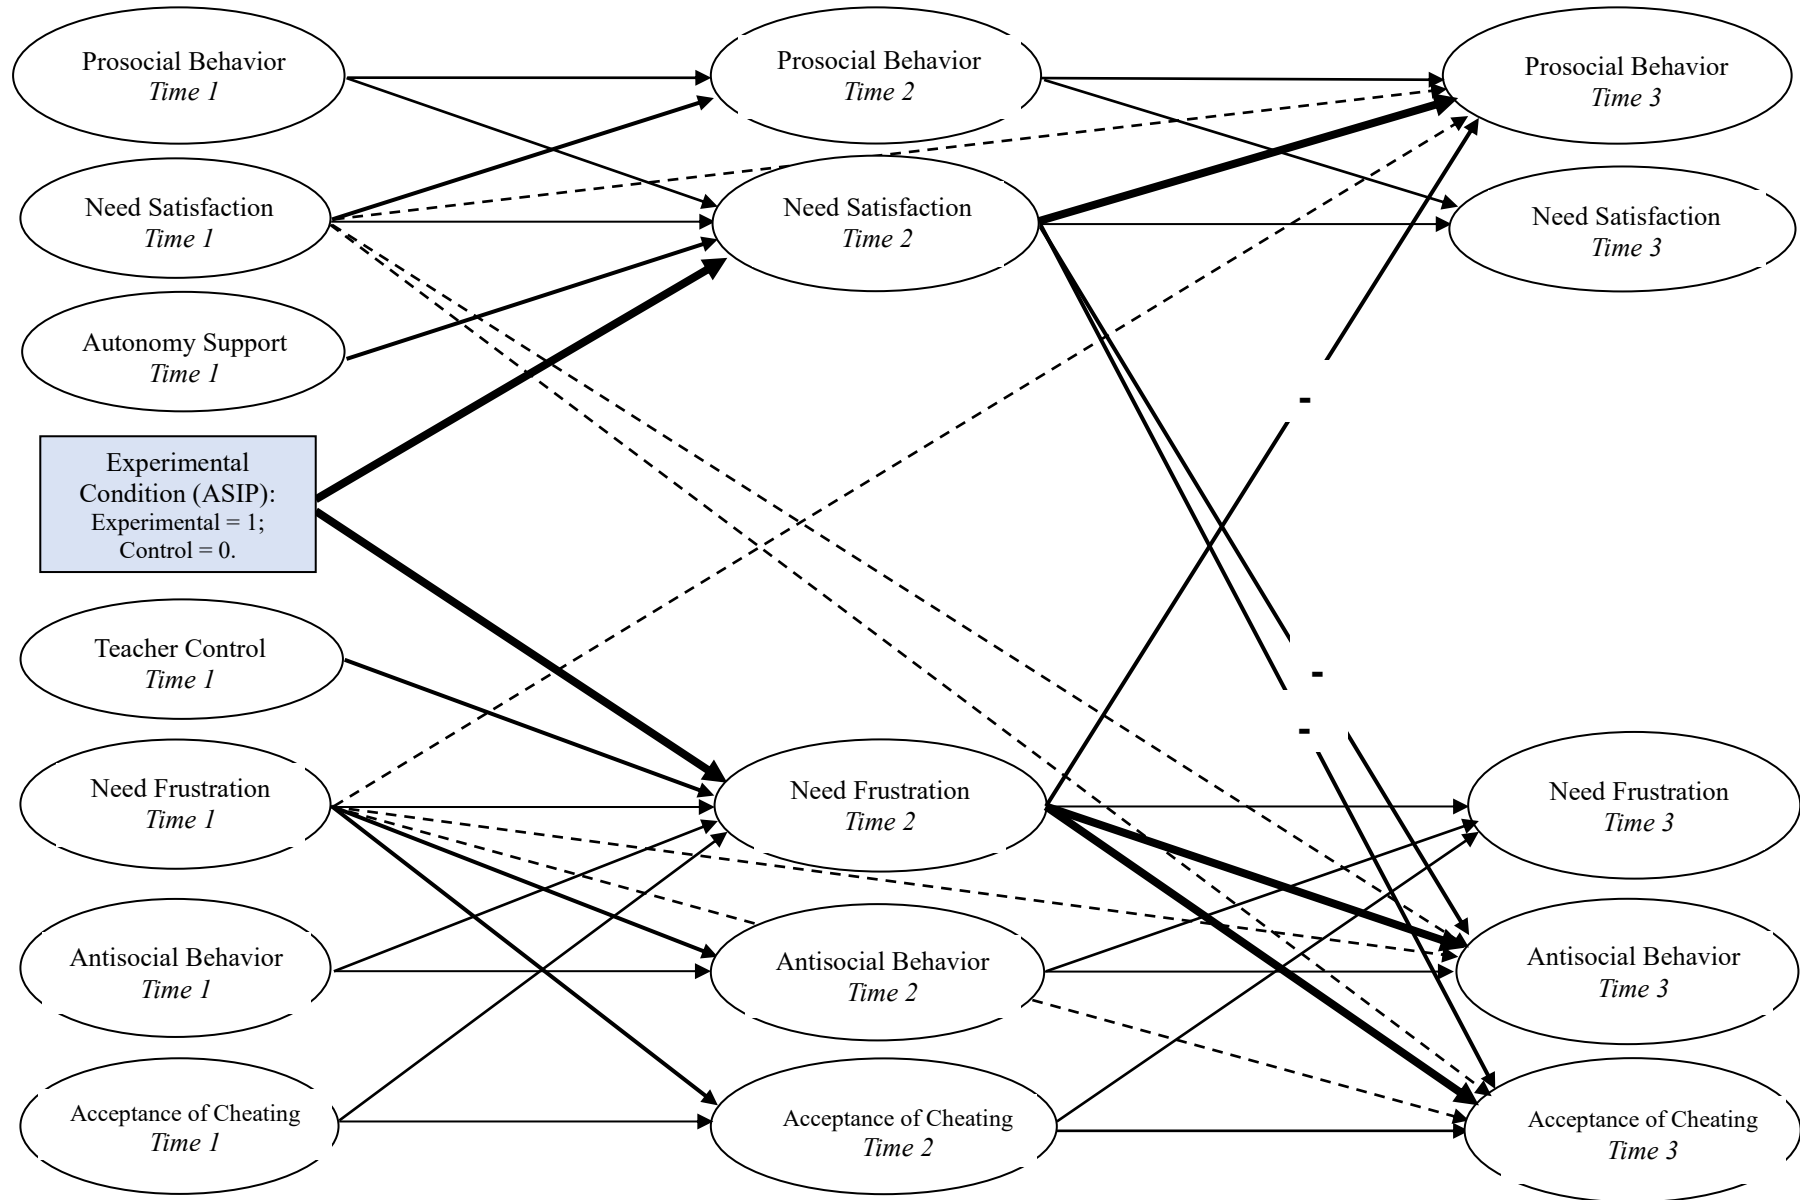 Prosocial Behavior
Time 1
Need Satisfaction
Time 1
Autonomy Support
Time 1
Experimental
Condition (ASIP):
Experimental = 1;
Control = 0.
Teacher Control
Time 1
Need Frustration
Time 1
Antisocial Behavior
Time 1
Acceptance of Cheating
Time 1
Prosocial Behavior
Time 2
Need Satisfaction
Time 2
Need Frustration
Time 2
Antisocial Behavior
Time 2
Acceptance of Cheating
Time 2
-
-
-
Prosocial Behavior
Time 3
Need Satisfaction
Time 3
Need Frustration
Time 3
Antisocial Behavior
Time 3
Acceptance of Cheating
Time 3